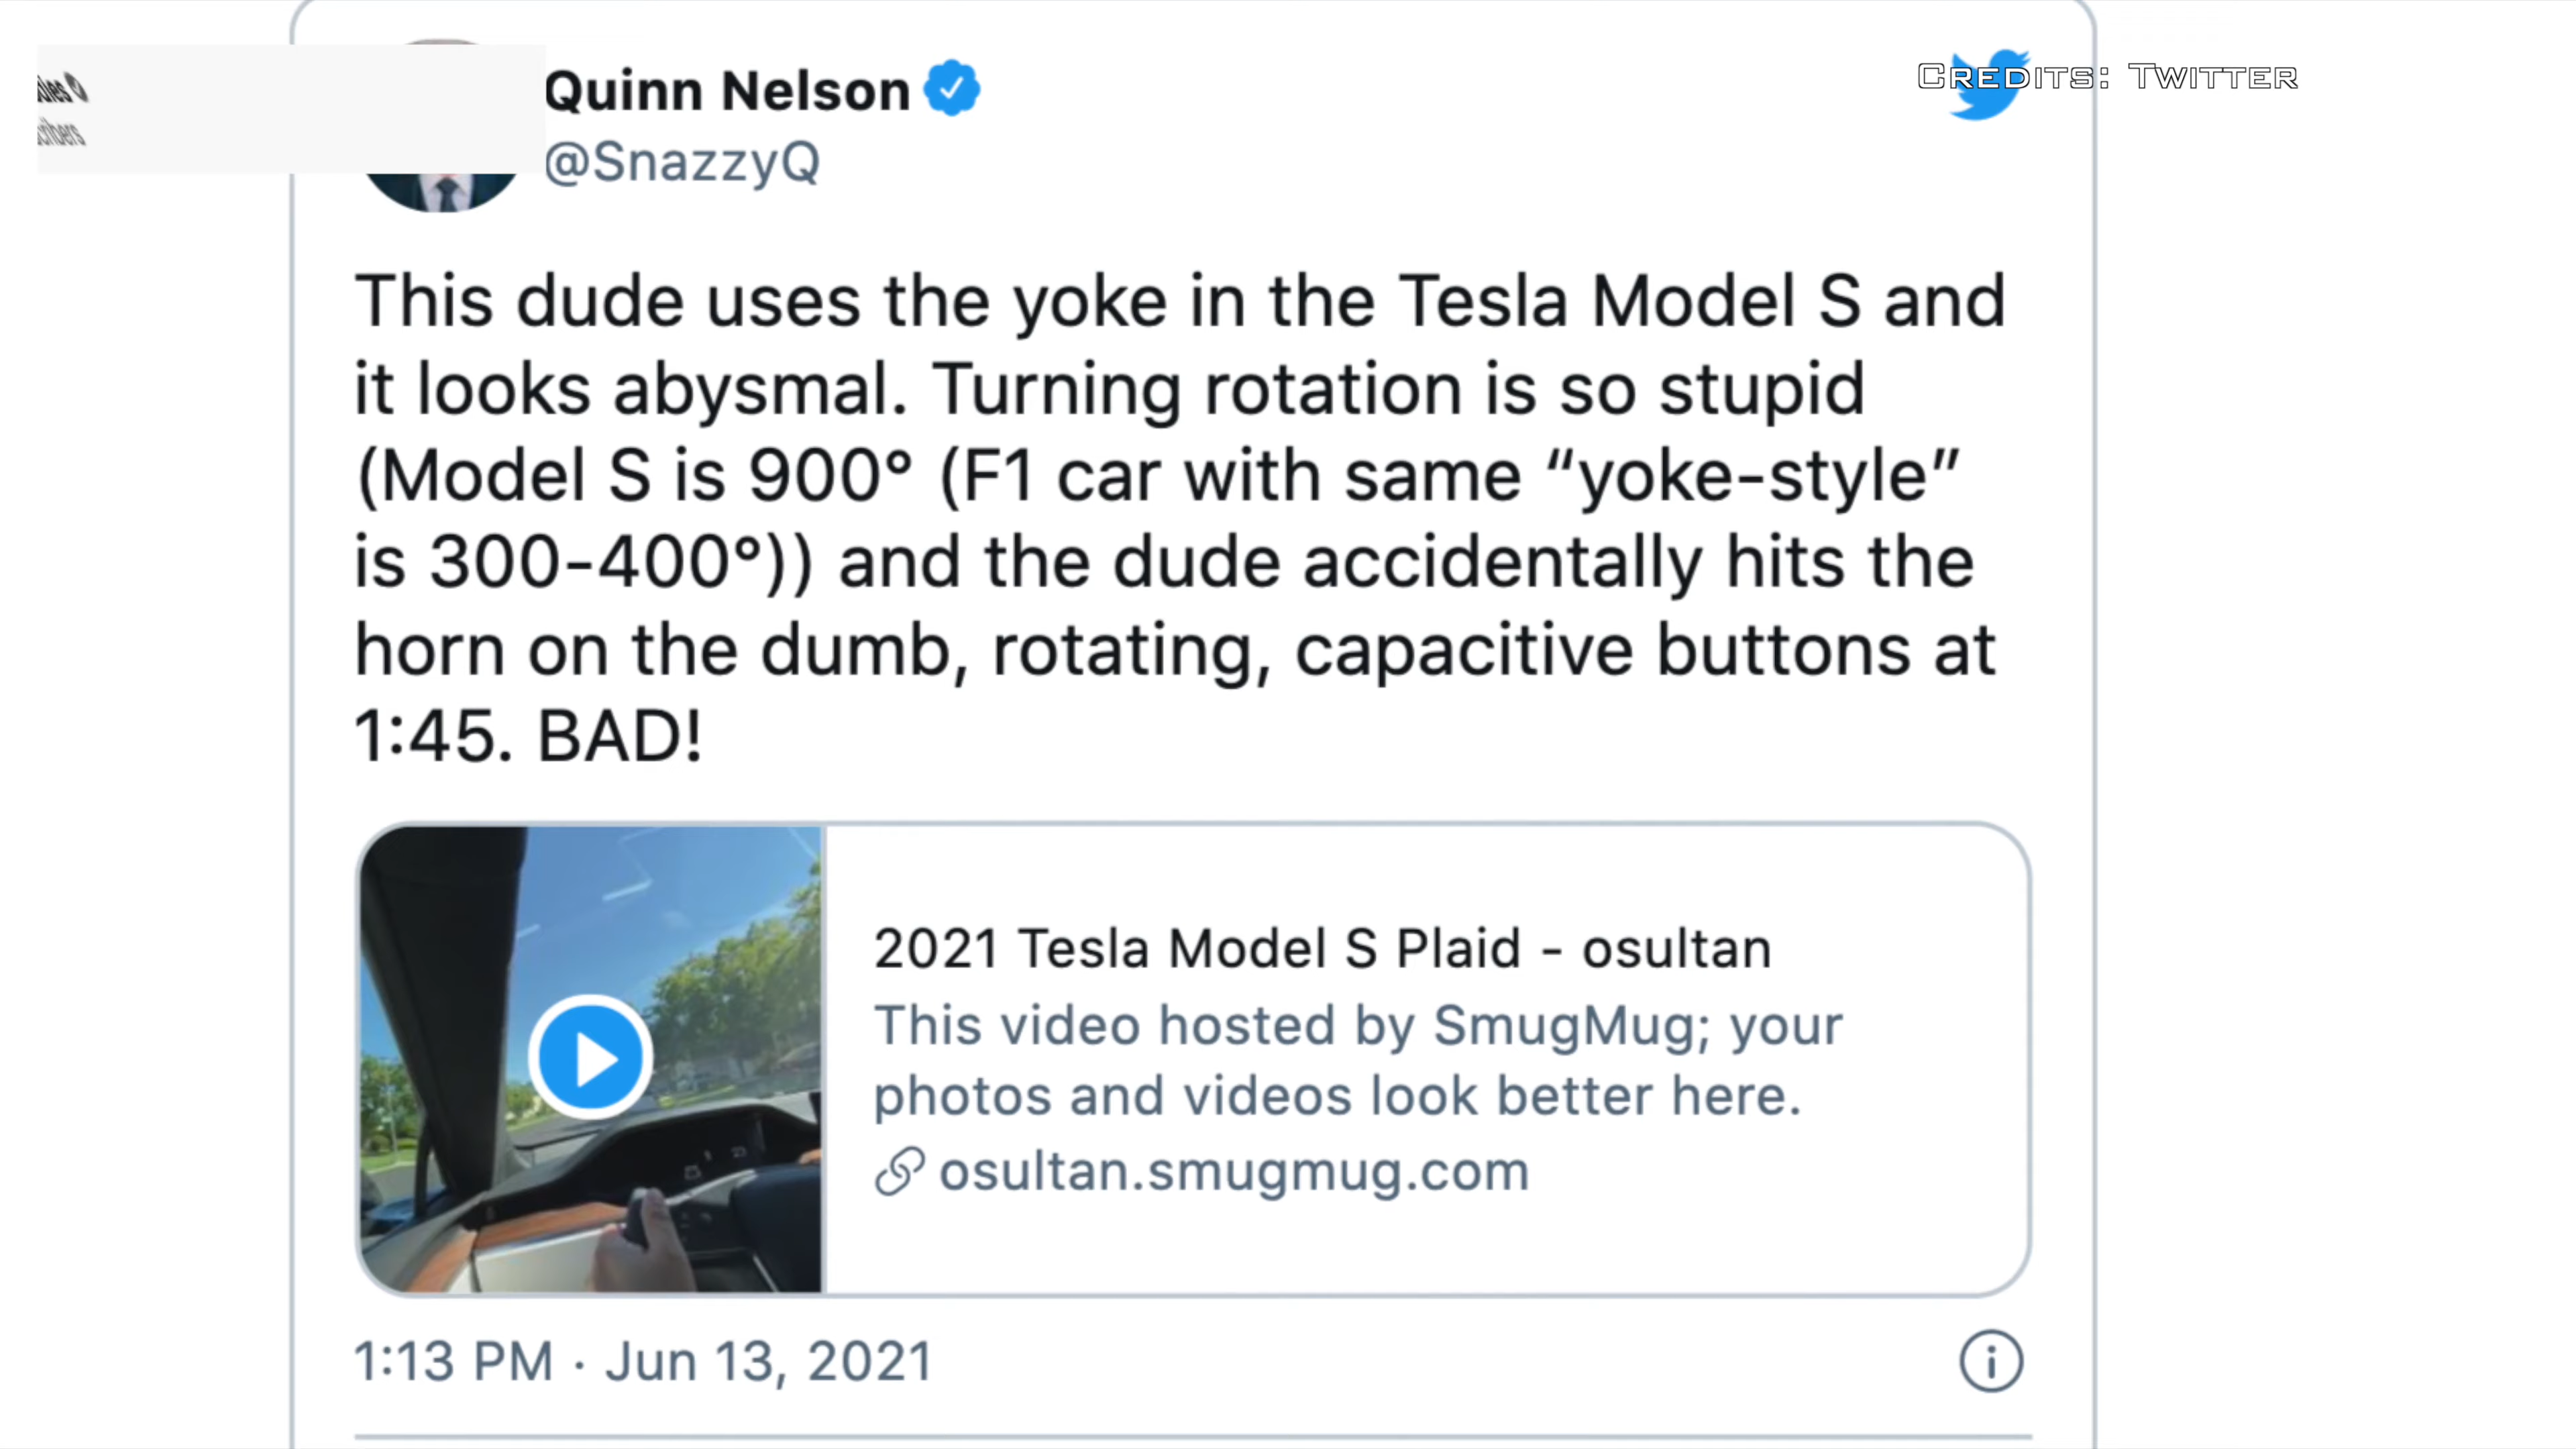 Quinn Nelson
CREDITS: TWITTER
@SnazzyQ
This dude uses the yoke in the Tesla Model S and
it looks abysmal. Turning rotation is so stupid
(Model S is 900° (F1 car with same “yoke-style”
is 300-400°)) and the dude accidentally hits the
horn on the dumb, rotating, capacitive buttons at
1:45. BAD!
2021 Tesla Model S Plaid - osultan
This video hosted by SmugMug; your
photos and videos look better here.
osultan.smugmug.com
1:13 PM · Jun 13, 2021